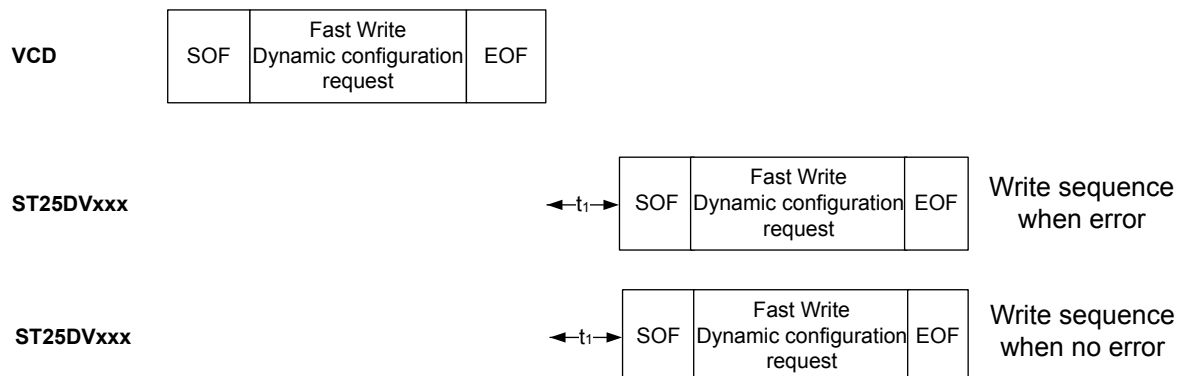 VCD
SOF
Fast Write
Dynamic configuration
request
EOF
ST25DVxxx
t1
SOF
Fast Write
Dynamic configuration
request
EOF
Write sequence
when error
ST25DVxxx
t1
SOF
Fast Write
Dynamic configuration
request
EOF
Write sequence
when no error